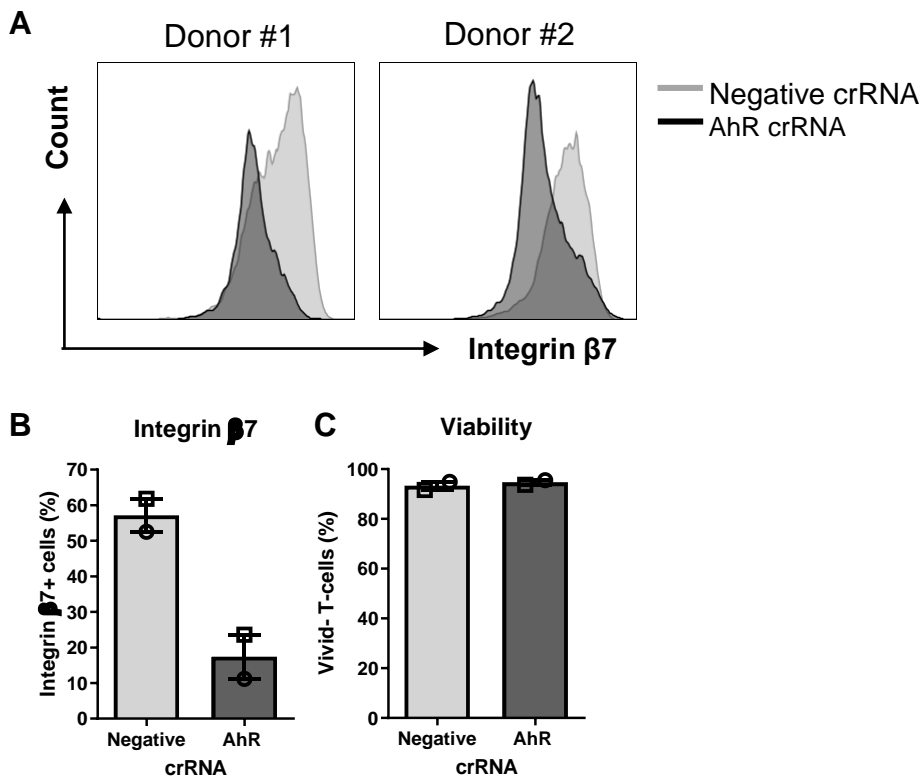 A
Donor #1
Donor #2
Count
Integrin β7
Negative crRNA
AhR crRNA
B
Integrin β7
Integrin β7+ cells (%)
70
60
50
40
30
20
10
0
Negative
AhR
crRNA
C
Viability
Vivid- T-cells (%)
100
80
60
40
20
0
Negative
AhR
crRNA